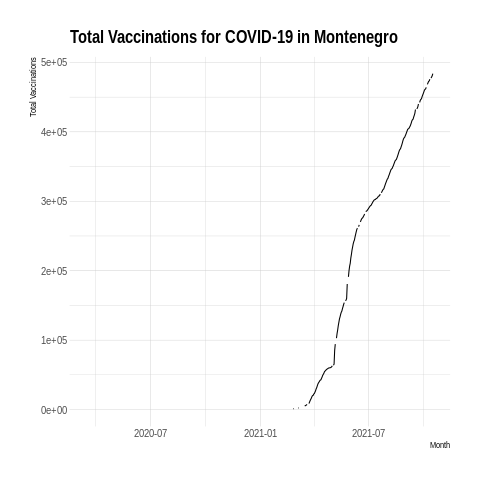 Total Vaccinations for COVID-19 in Montenegro
Total Vaccinations
5e+05
4e+05
3e+05
2e+05
1e+05
0e+00
2020-07
2021-01
2021-07
Month